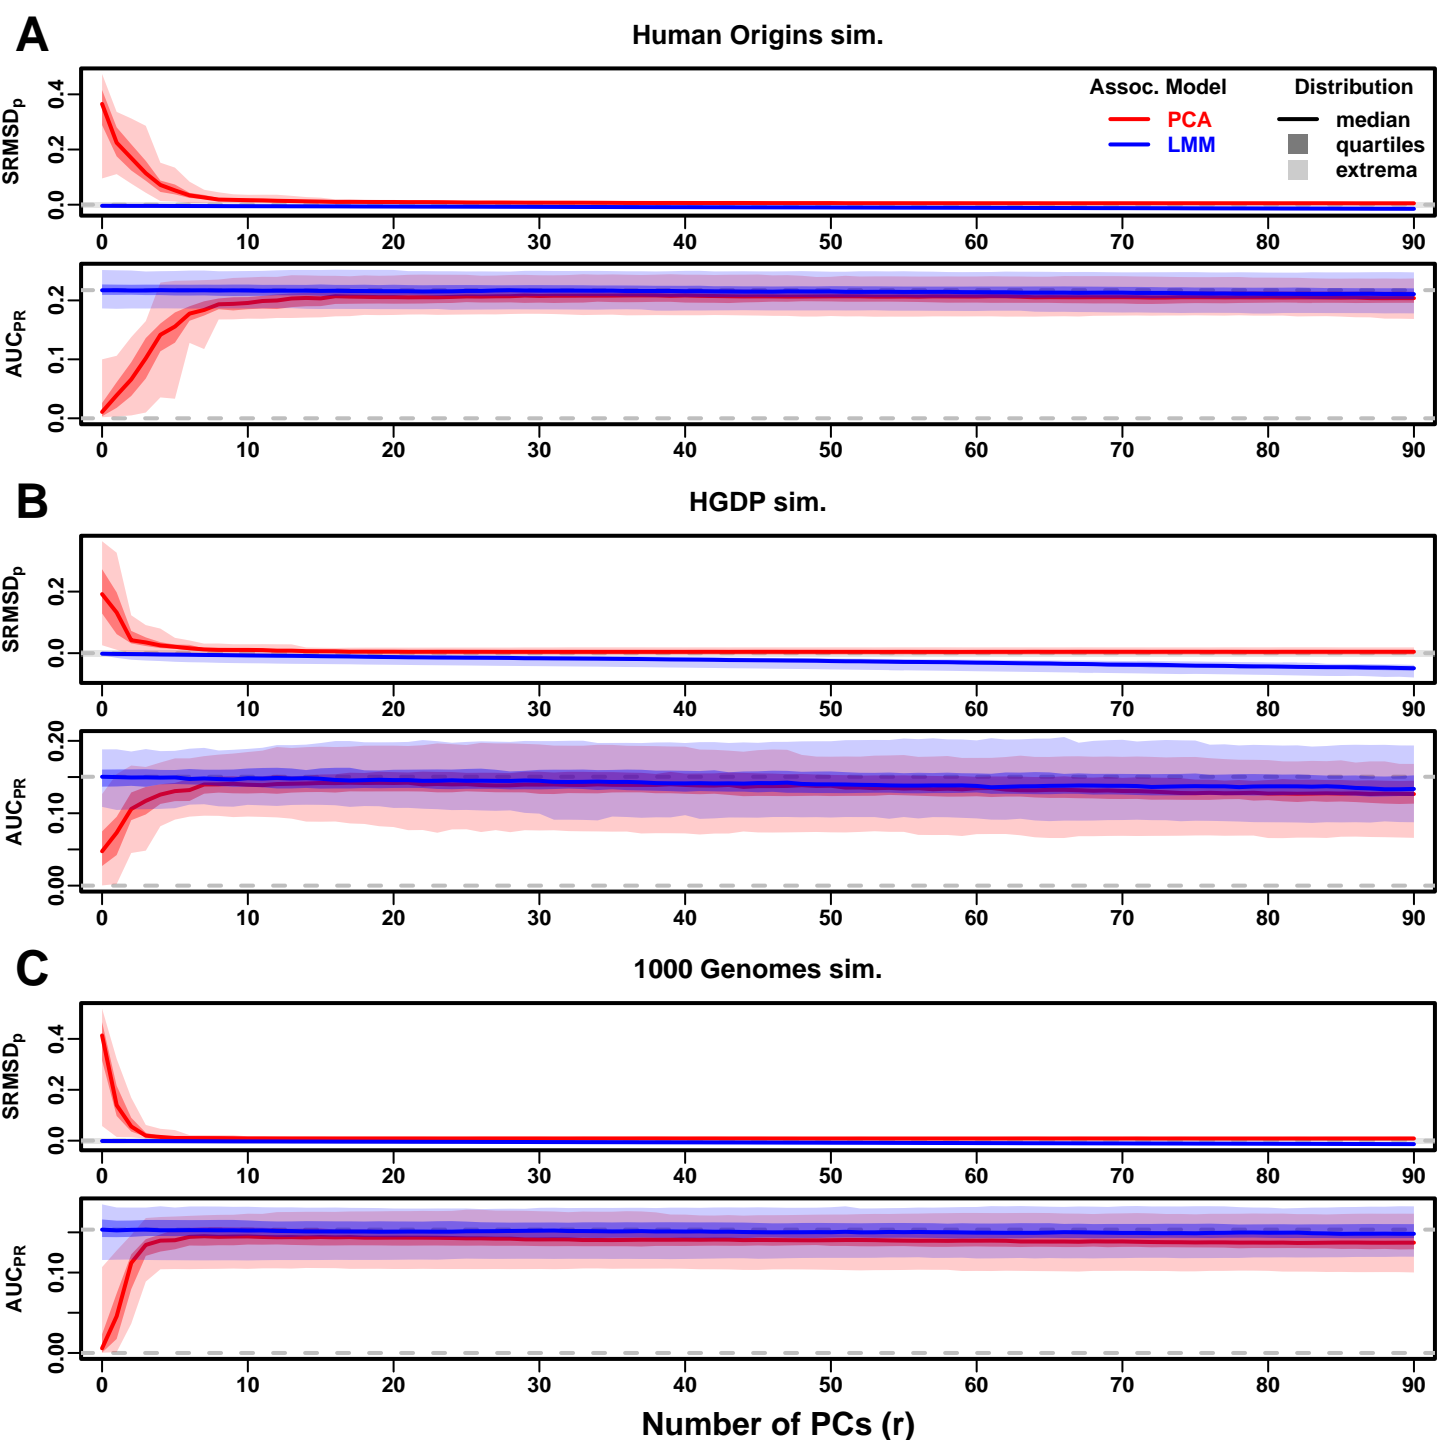 A
Human Origins sim.
SRMSDp
0.0 0.2 0.4
Assoc. Model
PCA
LMM
Distribution
median
quartiles
extrema
0 10 20 30 40 50 60 70 80 90
AUCPR
0.0 0.1 0.2
0 10 20 30 40 50 60 70 80 90
B
HGDP sim.
SRMSDp
0.0 0.2
0 10 20 30 40 50 60 70 80 90
AUCPR
0.00 0.10 0.20
0 10 20 30 40 50 60 70 80 90
C
1000 Genomes sim.
SRMSDp
0.0 0.2 0.4
0 10 20 30 40 50 60 70 80 90
AUCPR
0.00 0.10
0 10 20 30 40 50 60 70 80 90
Number of PCs (r)